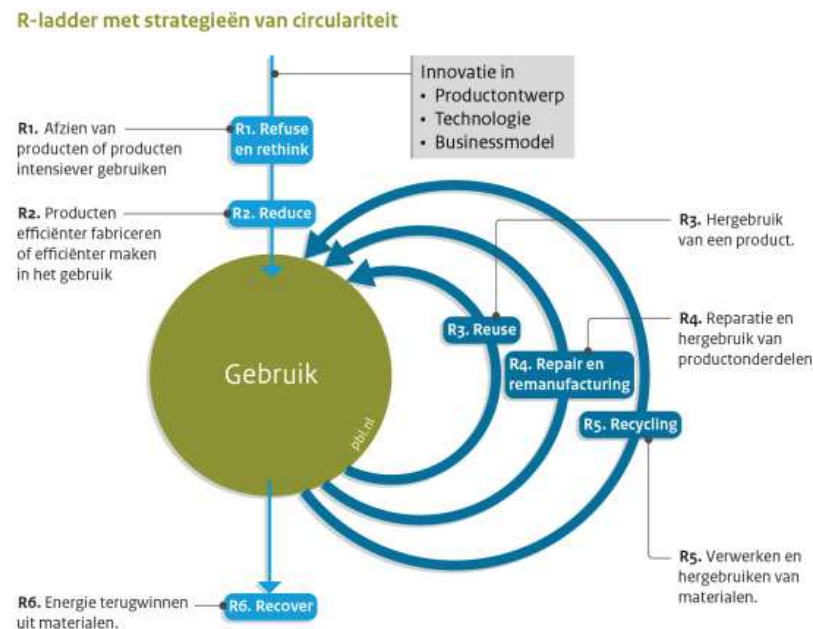 R-ladder met strategieën van circulariteit
Innovatie in
• Productontwerp
• Technologie
• Businessmodel
R1. Afzien van
producten of producten
intensiever gebruiken
R1. Refuse
en rethink
R2. Producten
efficiënter fabriceren
of efficiënter maken
in het gebruik
R2. Reduce
R3. Hergebruik
van een product.
R3. Reuse
R4. Reparatie en
hergebruik van
productonderdelen
R4. Repair en
remanufacturing
Gebruik
pbl.nl
R5. Recycling
R5. Verwerken en
hergebruiken van
materialen.
R6. Energie terugwinnen
uit materialen.
R6. Recover